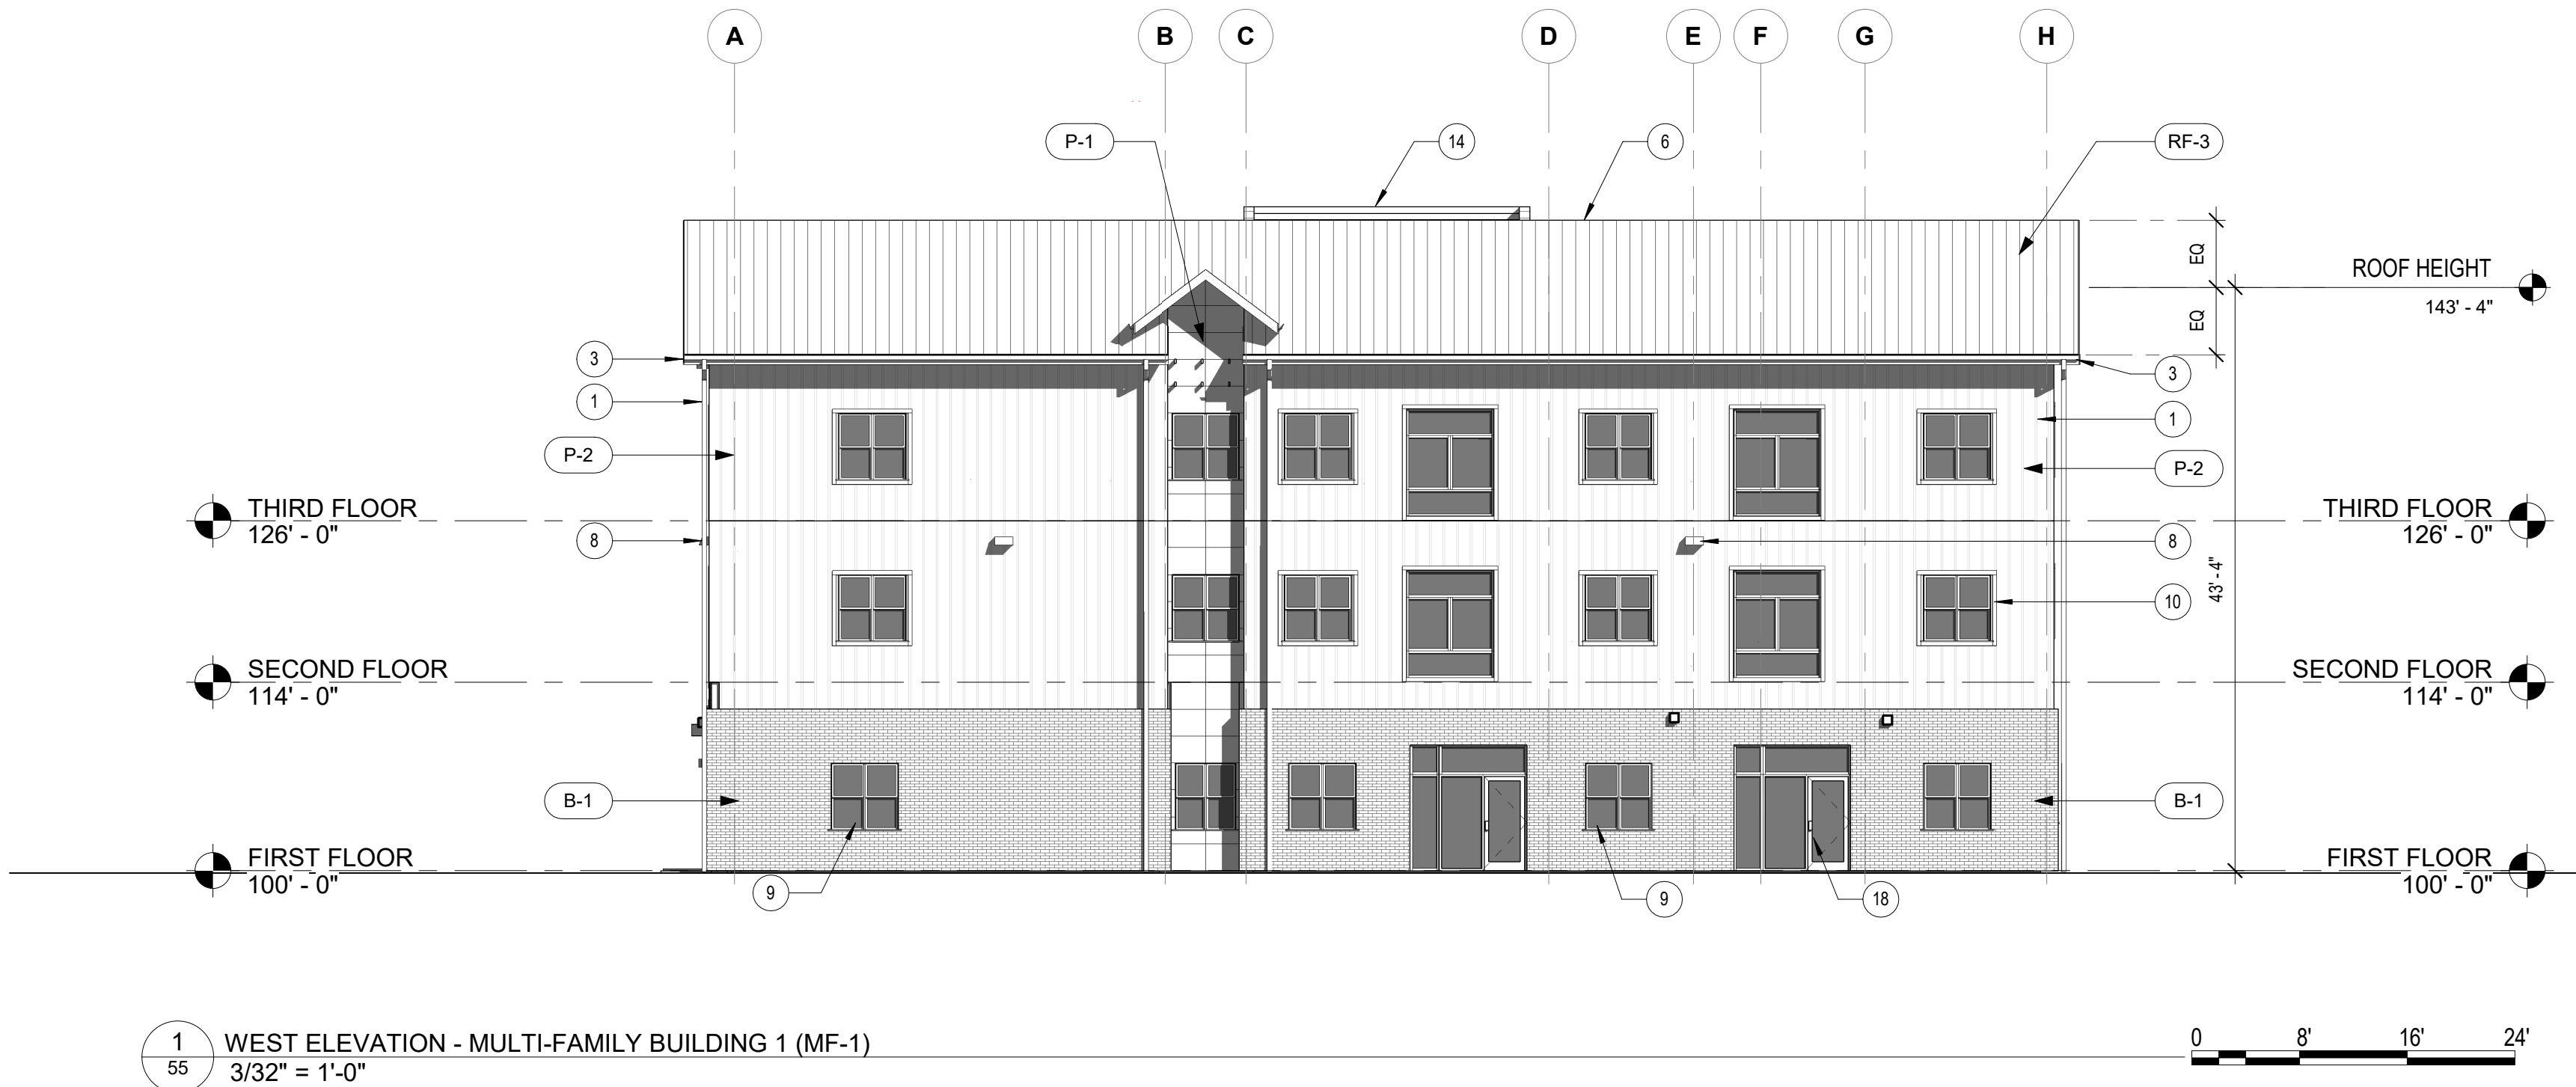 A B C D E F G H
P-1 14 6 RF-3
EQ
ROOF HEIGHT
143' - 4"
EQ
3 3
1 1
P-2 P-2
THIRD FLOOR THIRD FLOOR
126' - 0" 126' - 0"
8 8
43' - 4"
10
SECOND FLOOR SECOND FLOOR
114' - 0" 114' - 0"
B-1 B-1
FIRST FLOOR FIRST FLOOR
100' - 0" 100' - 0"
9 9 18
1 WEST ELEVATION - MULTI-FAMILY BUILDING 1 (MF-1)
55 3/32" = 1'-0"
0 8' 16' 24'